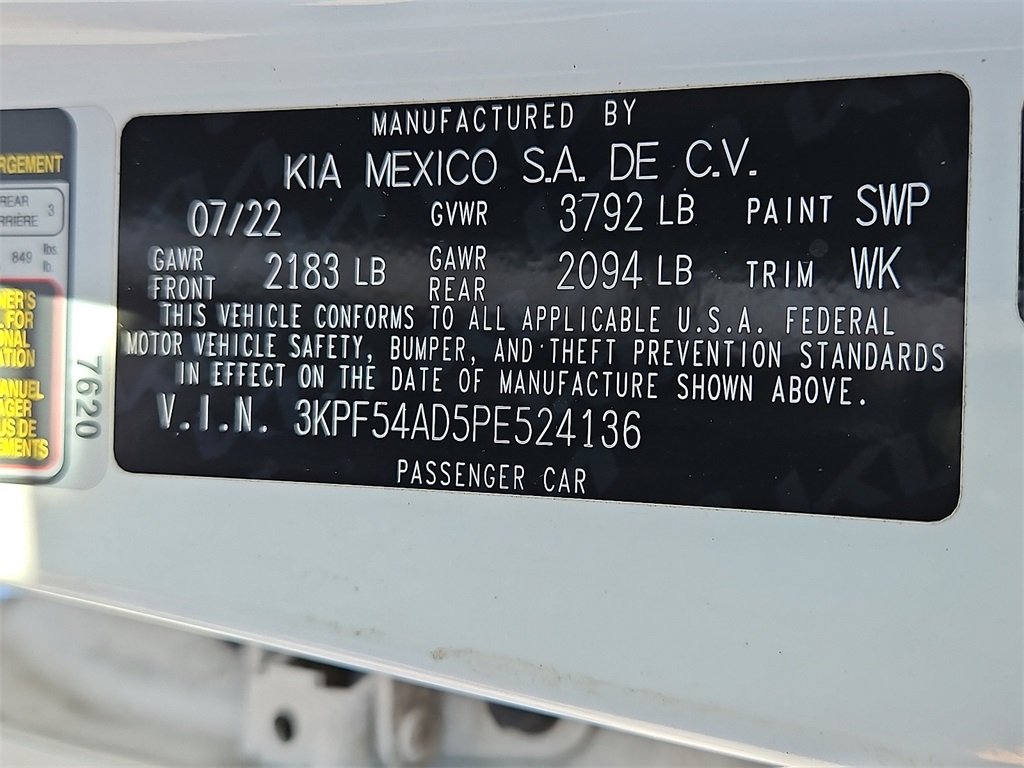 MANUFACTURED BY
KIA MEXICO S.A. DE C.V.
07/22 GVWR 3792 LB PAINT SWP
GAWR FRONT 2183 LB GAWR REAR 2094 LB TRIM WK
THIS VEHICLE CONFORMS TO ALL APPLICABLE U.S.A. FEDERAL
MOTOR VEHICLE SAFETY, BUMPER, AND THEFT PREVENTION STANDARDS
IN EFFECT ON THE DATE OF MANUFACTURE SHOWN ABOVE.
V.I.N. 3KPF54AD5PE524136
PASSENGER CAR
7620
REAR 3
849 lbs.
lb.